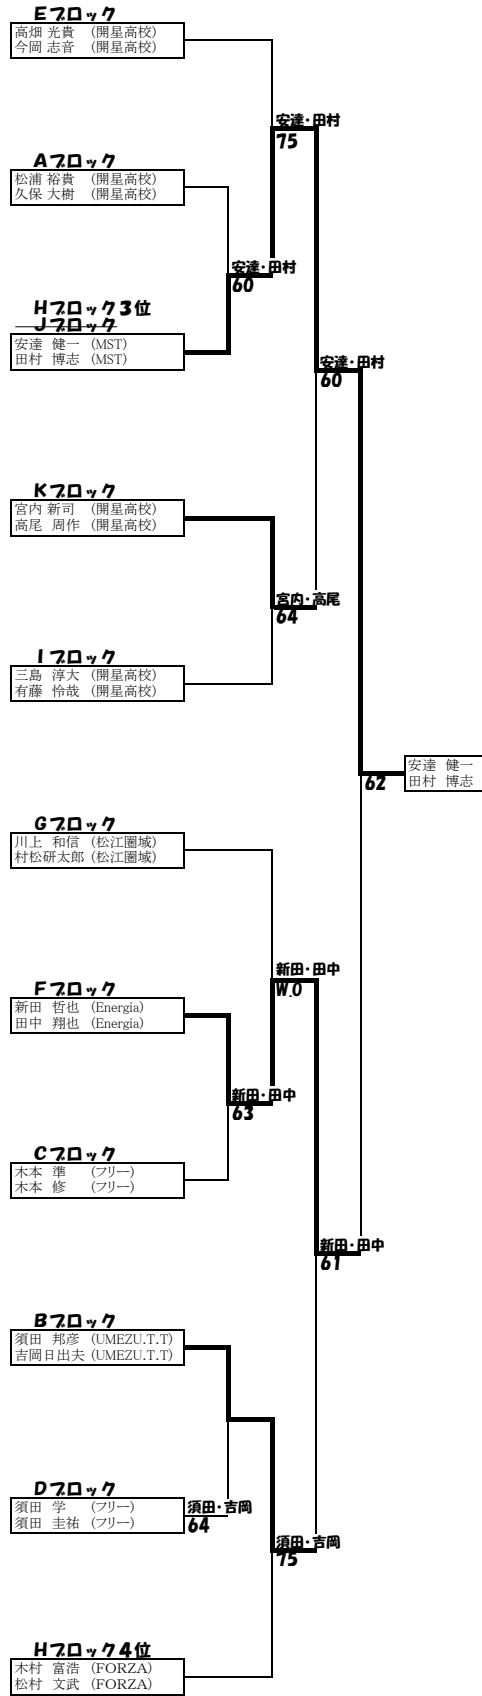 Eブロック
高畑 光貴 (開星高校)
今岡 志音 (開星高校)
安達・田村
75
Aブロック
松浦 裕貴 (開星高校)
久保 大樹 (開星高校)
安達・田村
60
Hブロック3位
Jブロック
安達 健一 (MST)
田村 博志 (MST)
安達・田村
60
Kブロック
宮内 新司 (開星高校)
高尾 周作 (開星高校)
宮内・高尾
64
Iブロック
三島 淳大 (開星高校)
有藤 怜哉 (開星高校)
安達 健一
田村 博志
62
Gブロック
川上 和信 (松江圏域)
村松研太郎 (松江圏域)
新田・田中
W.O
Fブロック
新田 哲也 (Energia)
田中 翔也 (Energia)
新田・田中
63
Cブロック
木本 準 (フリー)
木本 修 (フリー)
新田・田中
61
Bブロック
須田 邦彦 (UMEZU.T.T)
吉岡日出夫 (UMEZU.T.T)
Dブロック
須田 学 (フリー)
須田 圭祐 (フリー)
須田・吉岡
64
須田・吉岡
75
Hブロック4位
木村 富浩 (FORZA)
松村 文武 (FORZA)